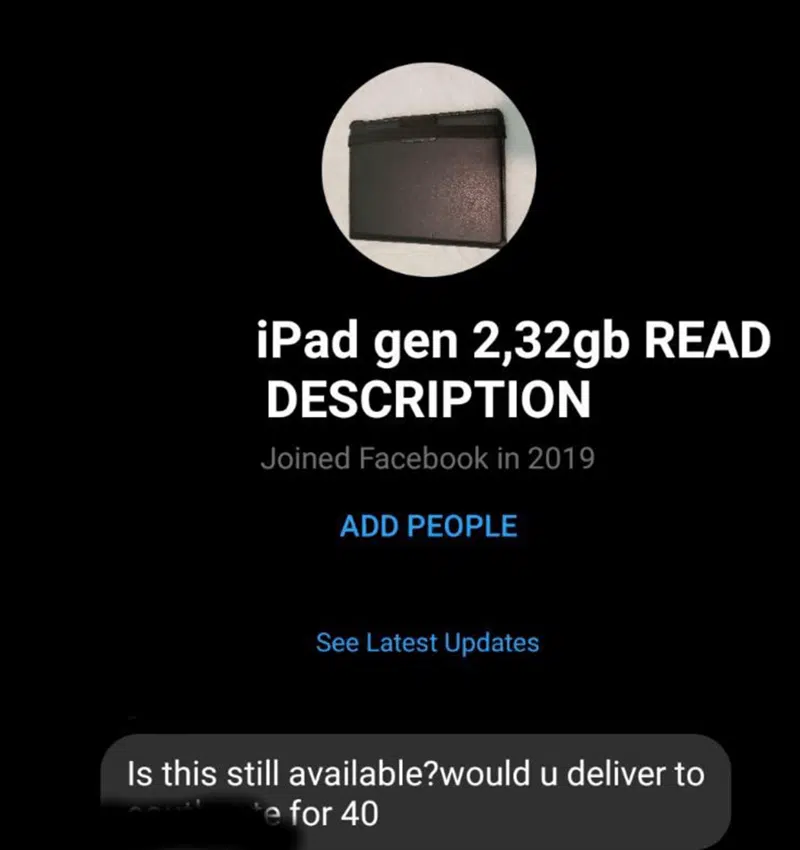 iPad gen 2,32gb READ
DESCRIPTION
Joined Facebook in 2019
ADD PEOPLE
See Latest Updates
Is this still available?would u deliver to
for 40